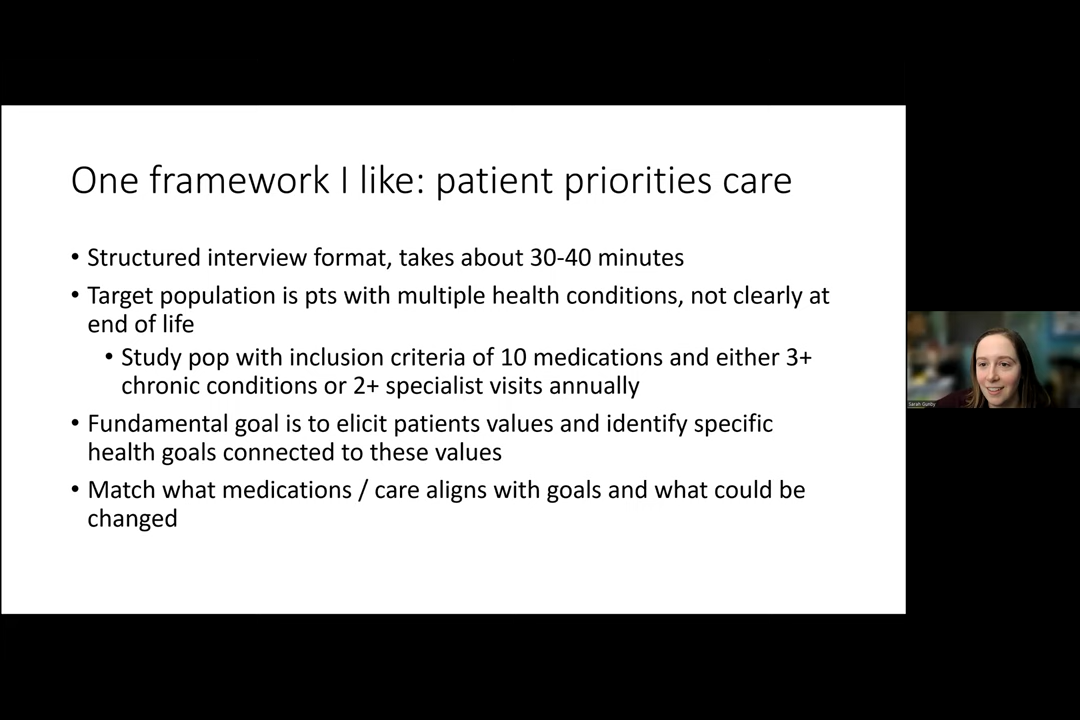 One framework I like: patient priorities care
• Structured interview format, takes about 30-40 minutes
• Target population is pts with multiple health conditions, not clearly at
end of life
• Study pop with inclusion criteria of 10 medications and either 3+
chronic conditions or 2+ specialist visits annually
• Fundamental goal is to elicit patients values and identify specific
health goals connected to these values
• Match what medications / care aligns with goals and what could be
changed
Sarah Gunby